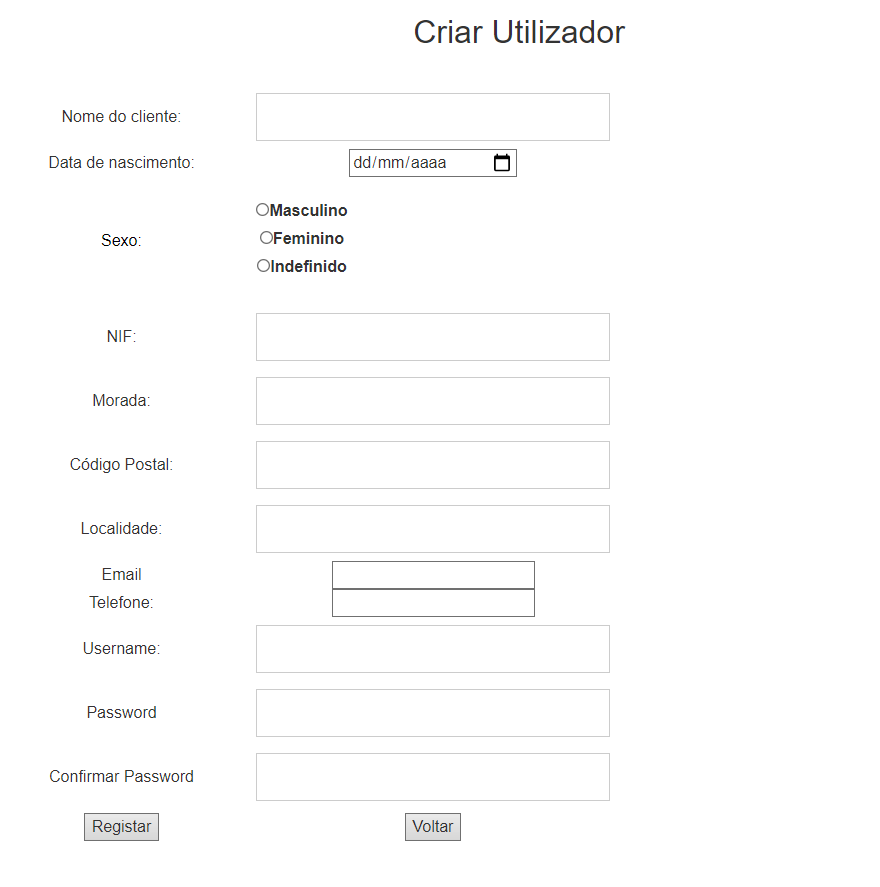 Criar Utilizador
Nome do cliente:
Data de nascimento: dd/mm/aaaa
Masculino
Sexo:
Feminino
Indefinido
NIF:
Morada:
Código Postal:
Localidade:
Email
Telefone:
Username:
Password
Confirmar Password
Registar Voltar